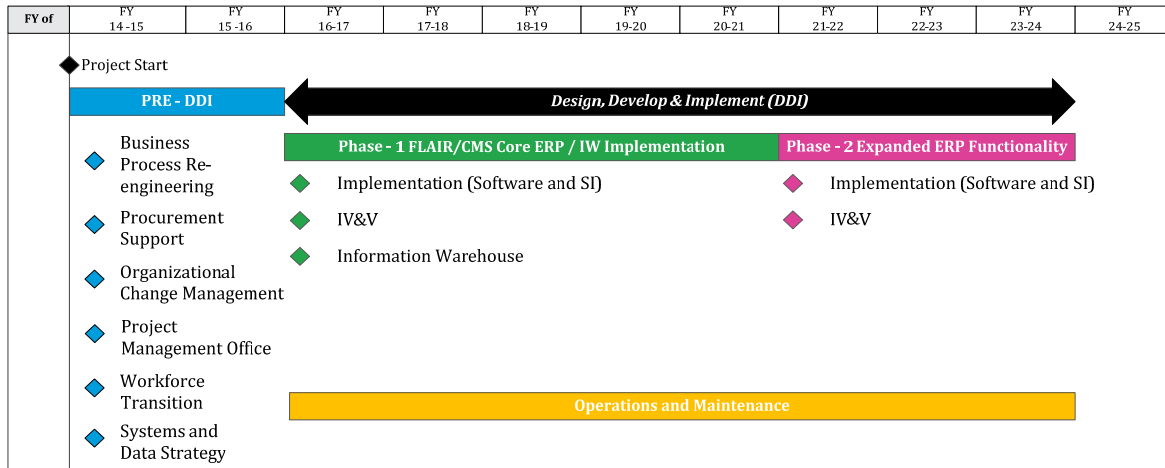 FY of
FY
14 -15
FY
15 -16
FY
16-17
FY
17-18
FY
18-19
FY
19-20
FY
20-21
FY
21-22
FY
22-23
FY
23-24
FY
24-25
Project Start
PRE - DDI
Design, Develop & Implement (DDI)
Business
Process Re-
engineering
Procurement
Support
Organizational
Change Management
Project
Management Office
Workforce
Transition
Systems and
Data Strategy
Phase - 1 FLAIR/CMS Core ERP / IW Implementation
Implementation (Software and SI)
IV&V
Information Warehouse
Phase - 2 Expanded ERP Functionality
Implementation (Software and SI)
IV&V
Operations and Maintenance